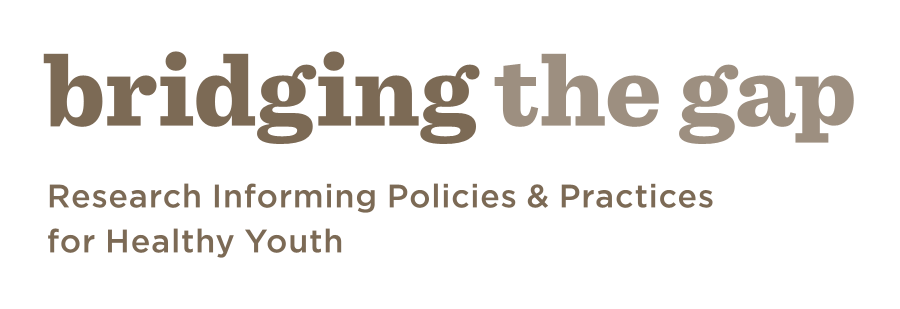 bridging the gap
Research Informing Policies & Practices
for Healthy Youth